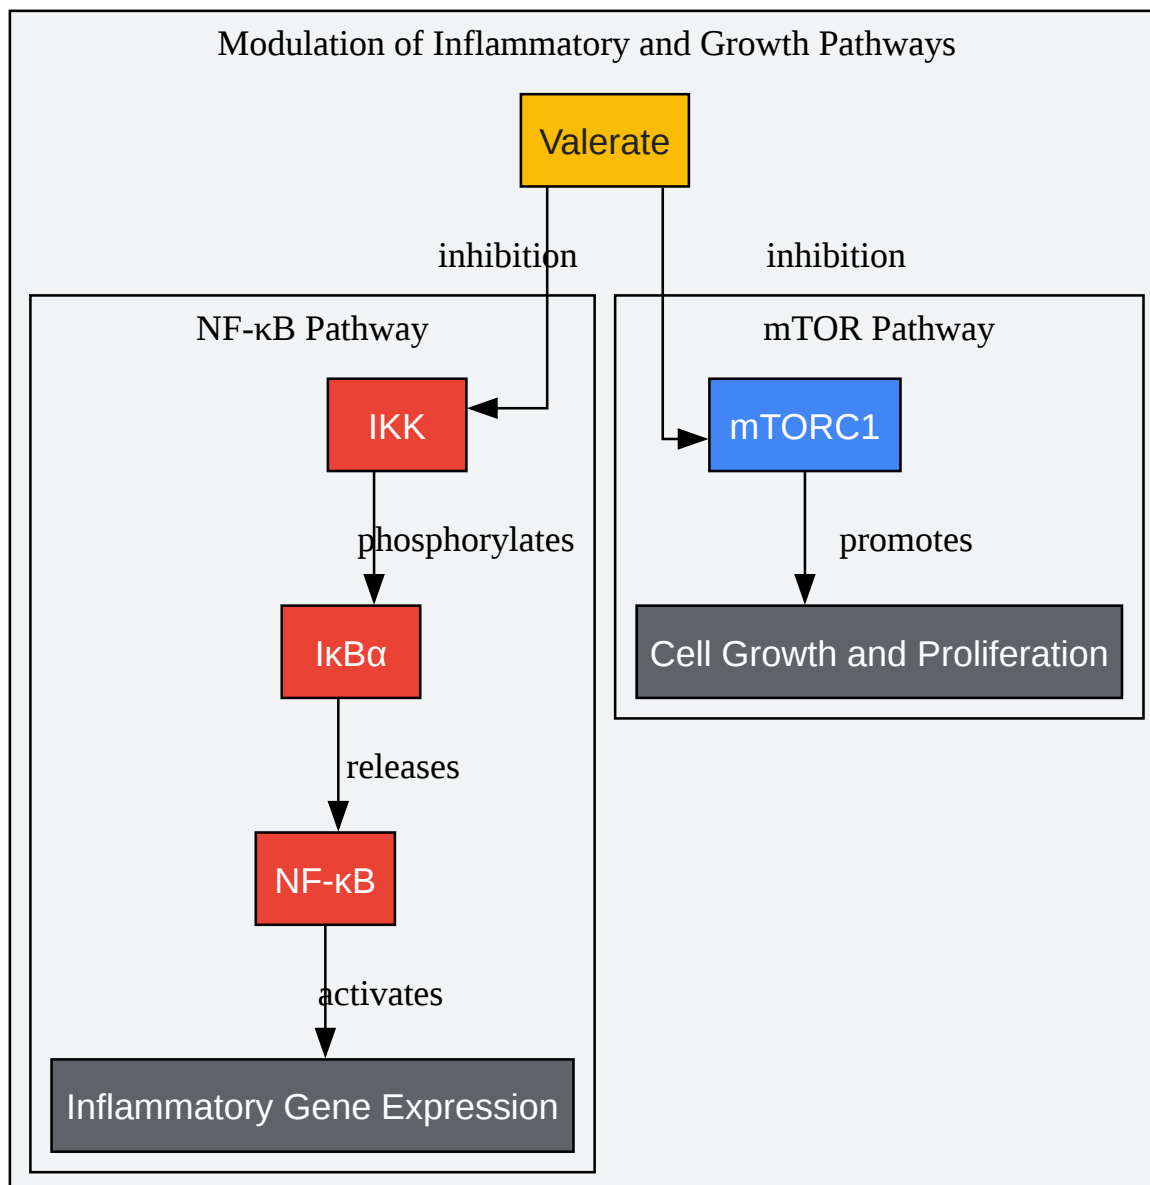 Modulation of Inflammatory and Growth Pathways
Valerate
inhibition
inhibition
NF-κB Pathway
mTOR Pathway
IKK
mTORC1
phosphorylates
promotes
IκBα
Cell Growth and Proliferation
releases
NF-κB
activates
Inflammatory Gene Expression